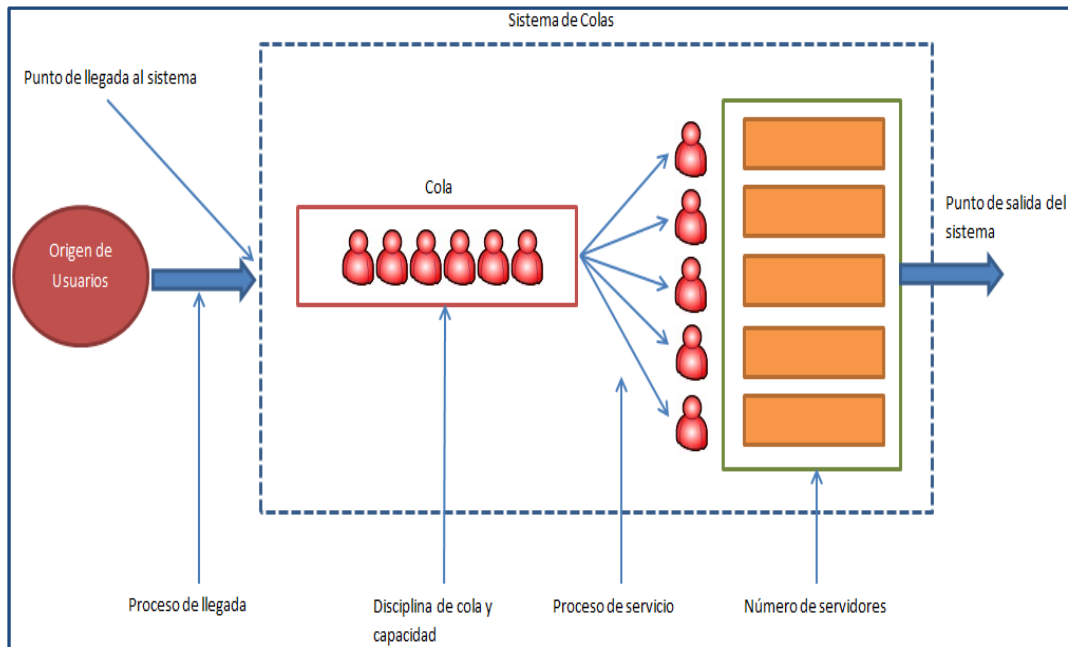 Sistema de Colas
Punto de llegada al sistema
Cola
Origen de
Usuarios
Punto de salida del
sistema
Proceso de llegada
Disciplina de cola y
capacidad
Proceso de servicio
Número de servidores